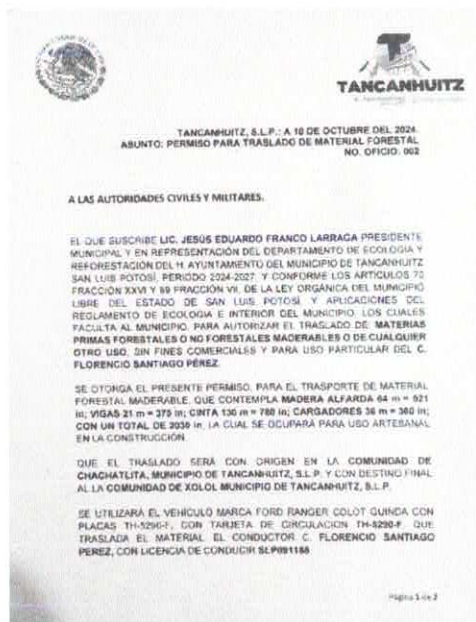 TANCANHUITZ
TANCANHUITZ, S.L.P.: A 10 DE OCTUBRE DEL 2024.
ASUNTO: PERMISO PARA TRASLADO DE MATERIAL FORESTAL
NO. OFICIO. 002
A LAS AUTORIDADES CIVILES Y MILITARES.
EL QUE SUSCRIBE LIC. JESÚS EDUARDO FRANCO LARRAGA PRESIDENTE
MUNICIPAL Y EN REPRESENTACIÓN DEL DEPARTAMENTO DE ECOLOGIA Y
REFORESTACIÓN DEL H. AYUNTAMIENTO DEL MUNICIPIO DE TANCANHUITZ
SAN LUIS POTOSÍ, PERIODO 2024-2027. Y CONFORME LOS ARTICULOS 70
FRACCIÓN XXVI Y 89 FRACCIÓN VII. DE LA LEY ORGÁNICA DEL MUNICIPIO
LIBRE DEL ESTADO DE SAN LUIS POTOSÍ. Y APLICACIONES DEL
REGLAMENTO DE ECOLOGIA E INTERIOR DEL MUNICIPIO. LOS CUALES
FACULTA AL MUNICIPIO. PARA AUTORIZAR EL TRASLADO DE: MATERIAS
PRIMAS FORESTALES O NO FORESTALES MADERABLES O DE CUALQUIER
OTRO USO, SIN FINES COMERCIALES Y PARA USO PARTICULAR DEL C.
FLORENCIO SANTIAGO PÉREZ.
SE OTORGA EL PRESENTE PERMISO, PARA EL TRASPORTE DE MATERIAL
FORESTAL MADERABLE, QUE CONTEMPLA MADERA ALFARDA 64 m = 521
in; VIGAS 21 m = 375 in; CINTA 130 m = 780 in; CARGADORES 36 m = 360 in;
CON UN TOTAL DE 2036 in, LA CUAL SE OCUPARÁ PARA USO ARTESANAL
EN LA CONSTRUCCIÓN.
QUE EL TRASLADO SERÁ CON ORIGEN EN LA COMUNIDAD DE
CHACHATLITA, MUNICIPIO DE TANCANHUITZ, S.L.P. Y CON DESTINO FINAL
AL LA COMUNIDAD DE XOLOL MUNICIPIO DE TANCANHUITZ, S.L.P.
SE UTILIZARÁ EL VEHÍCULO MARCA FORD RANGER COLOT GUINDA CON
PLACAS TH-5290-F, CON TARJETA DE CIRCULACION TH-5290-F, QUE
TRASLADA EL MATERIAL EL CONDUCTOR C. FLORENCIO SANTIAGO
PEREZ, CON LICENCIA DE CONDUCIR SLP091188
Página 1 de 2